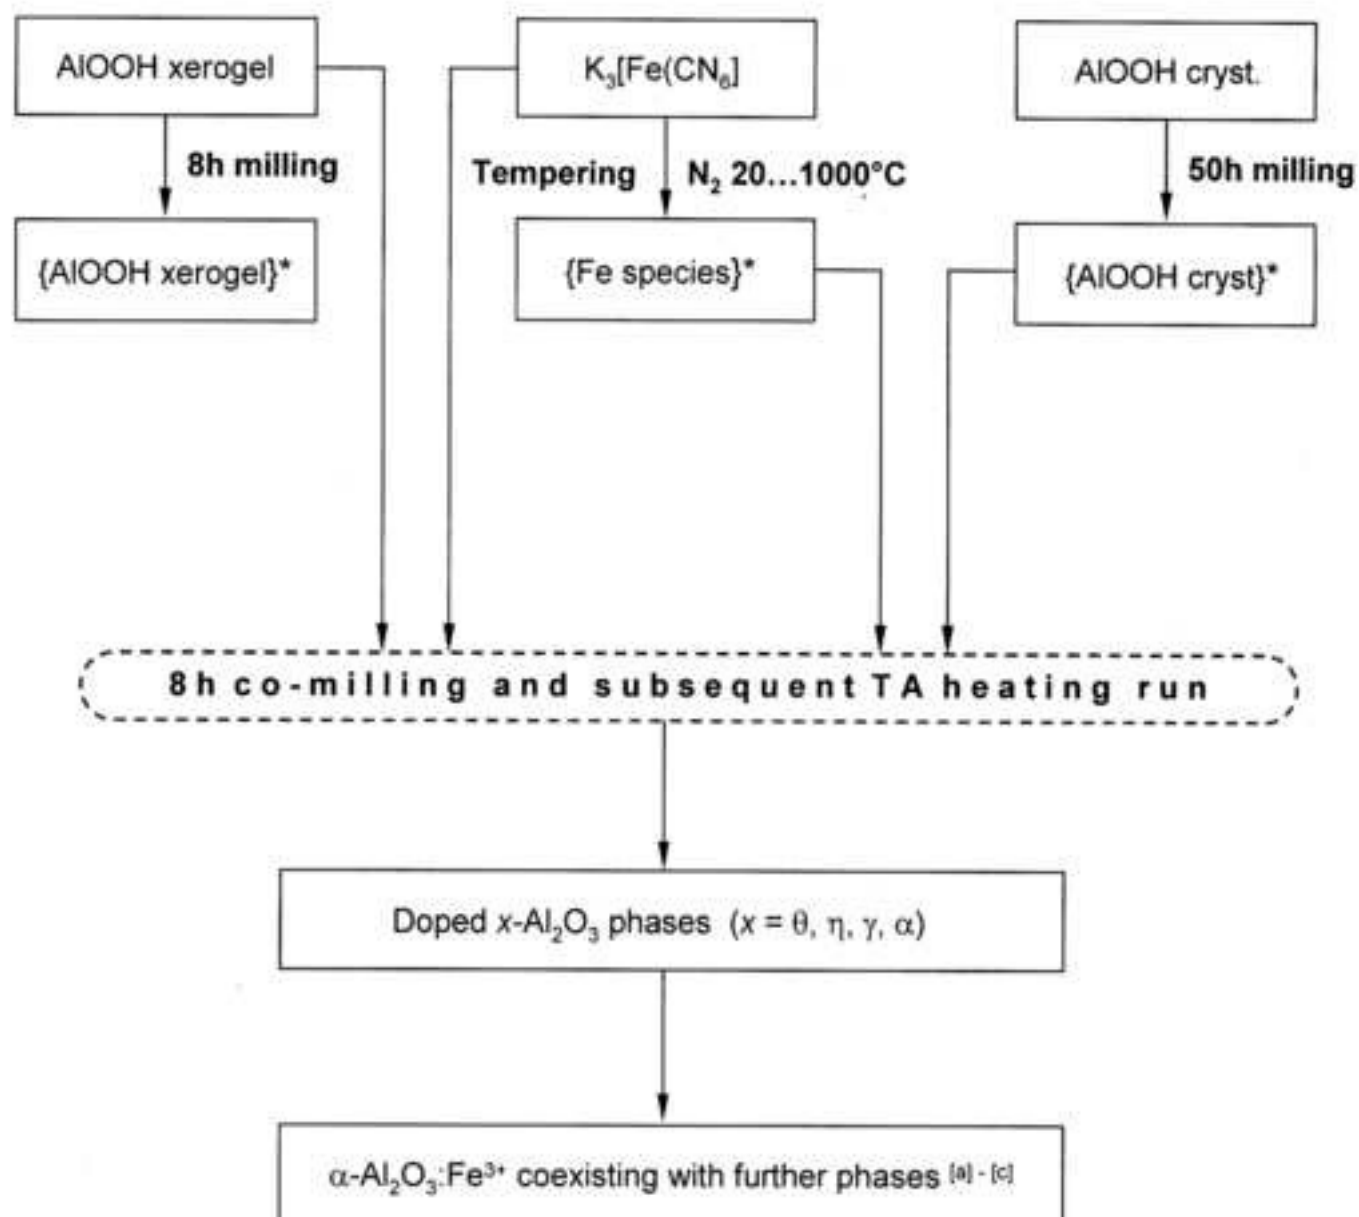 AlOOH xerogel
K₃[Fe(CN₆]
AlOOH cryst.
8h milling
Tempering
N₂ 20...1000°C
50h milling
{AlOOH xerogel}*
{Fe species}*
{AlOOH cryst}*
8h co-milling and subsequent TA heating run
Doped x-Al₂O₃ phases (x = θ, η, γ, α)
α-Al₂O₃:Fe³⁺ coexisting with further phases [a] - [c]